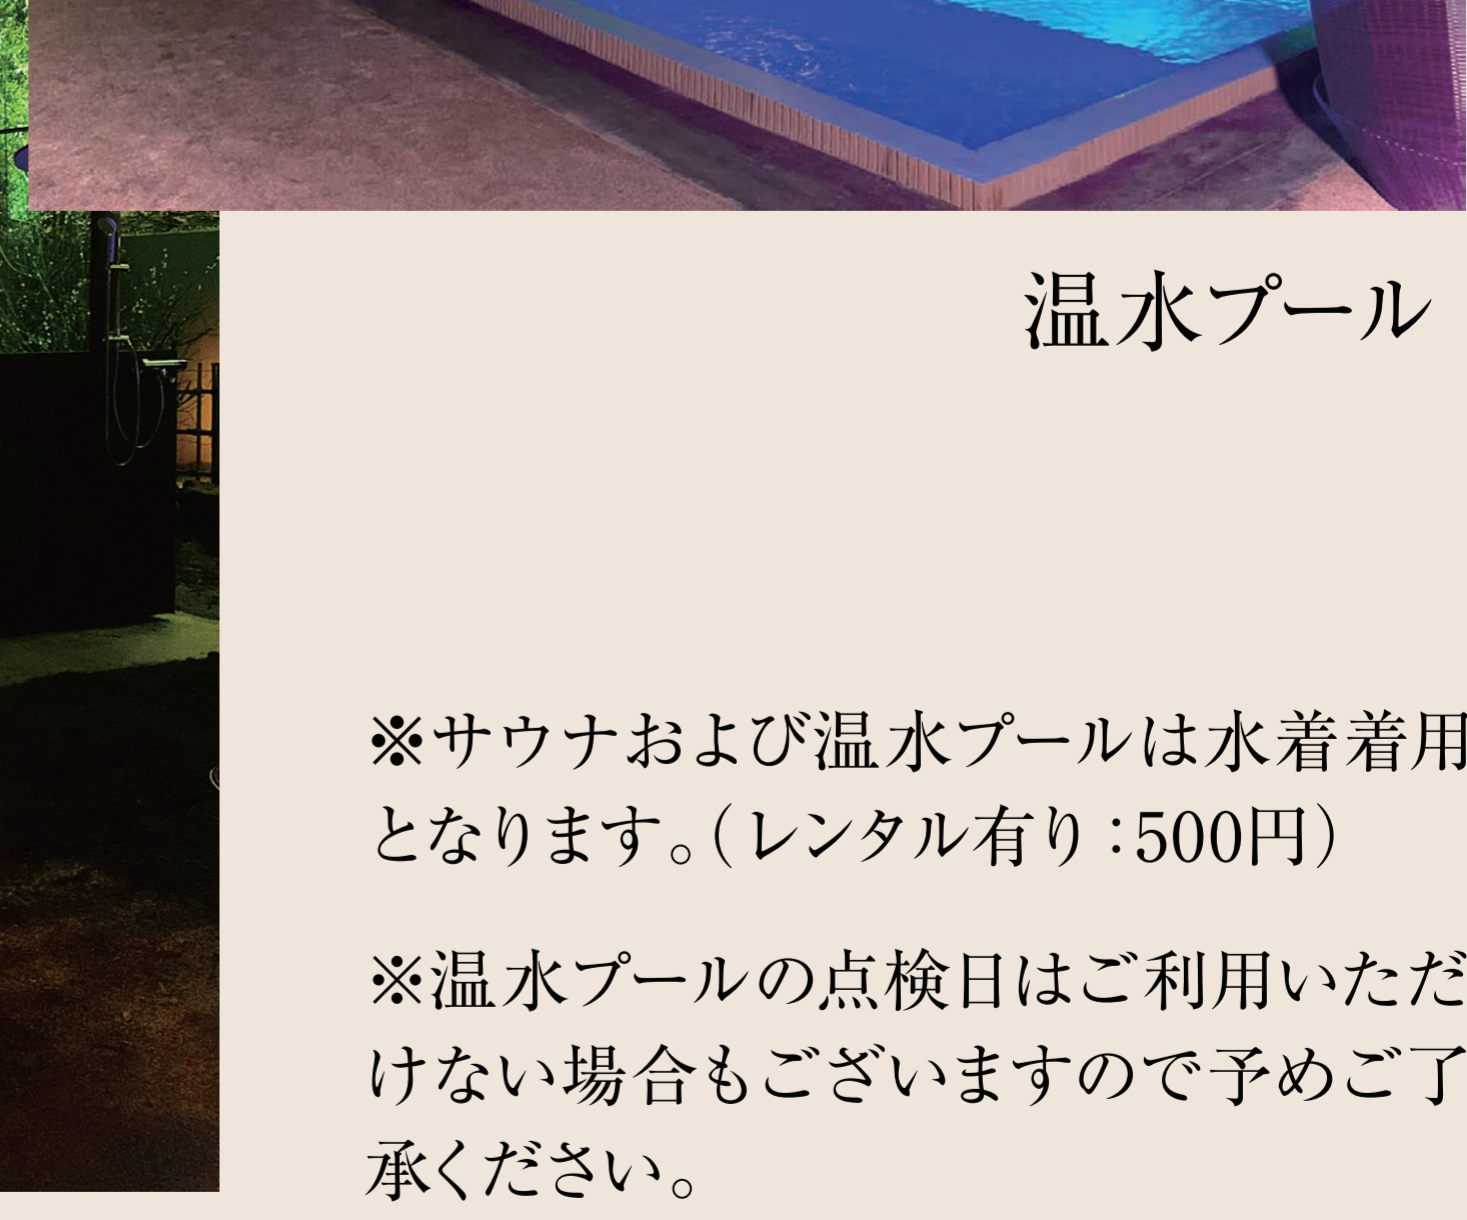 温水プール
※サウナおよび温水プールは水着着用
となります。（レンタル有り：500円）
※温水プールの点検日はご利用いただ
けない場合もございますので予めご了
承ください。